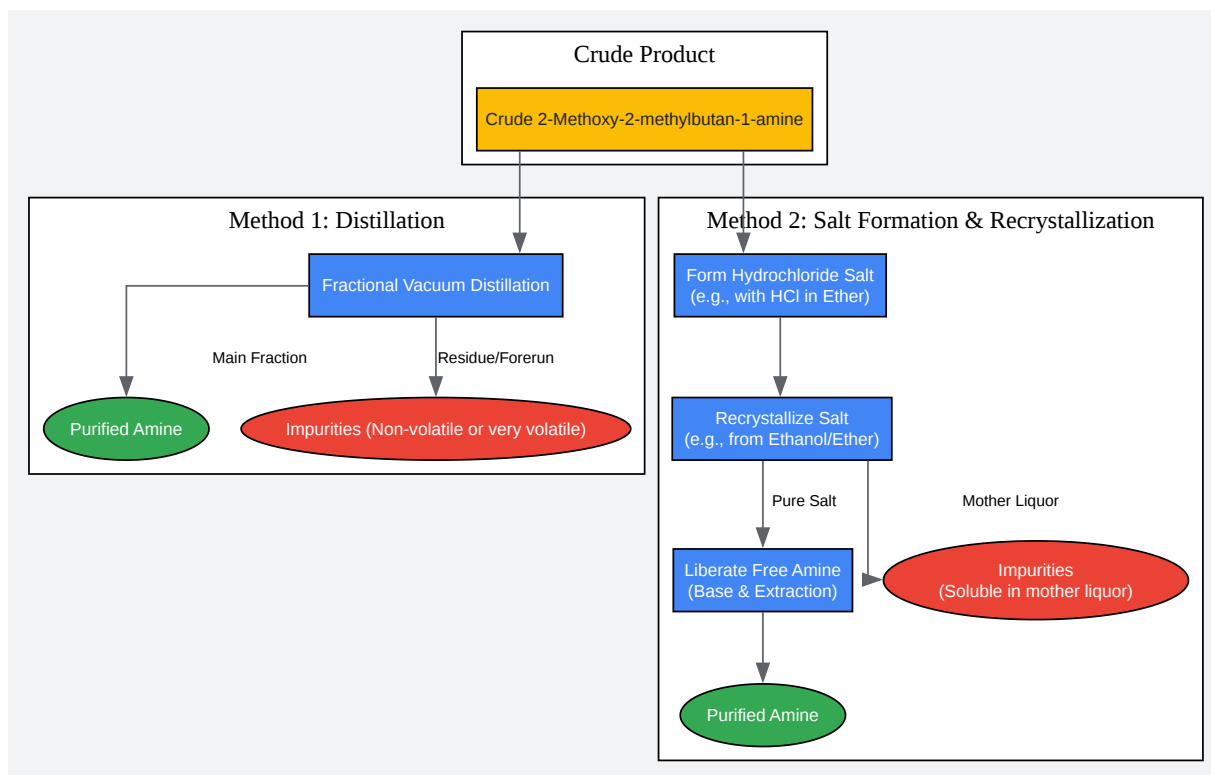 Crude Product
Crude 2-Methoxy-2-methylbutan-1-amine
Method 1: Distillation
Fractional Vacuum Distillation
Main Fraction
Residue/Forerun
Purified Amine
Impurities (Non-volatile or very volatile)
Method 2: Salt Formation & Recrystallization
Form Hydrochloride Salt
(e.g., with HCl in Ether)
Recrystallize Salt
(e.g., from Ethanol/Ether)
Pure Salt
Mother Liquor
Liberate Free Amine
(Base & Extraction)
Impurities
(Soluble in mother liquor)
Purified Amine